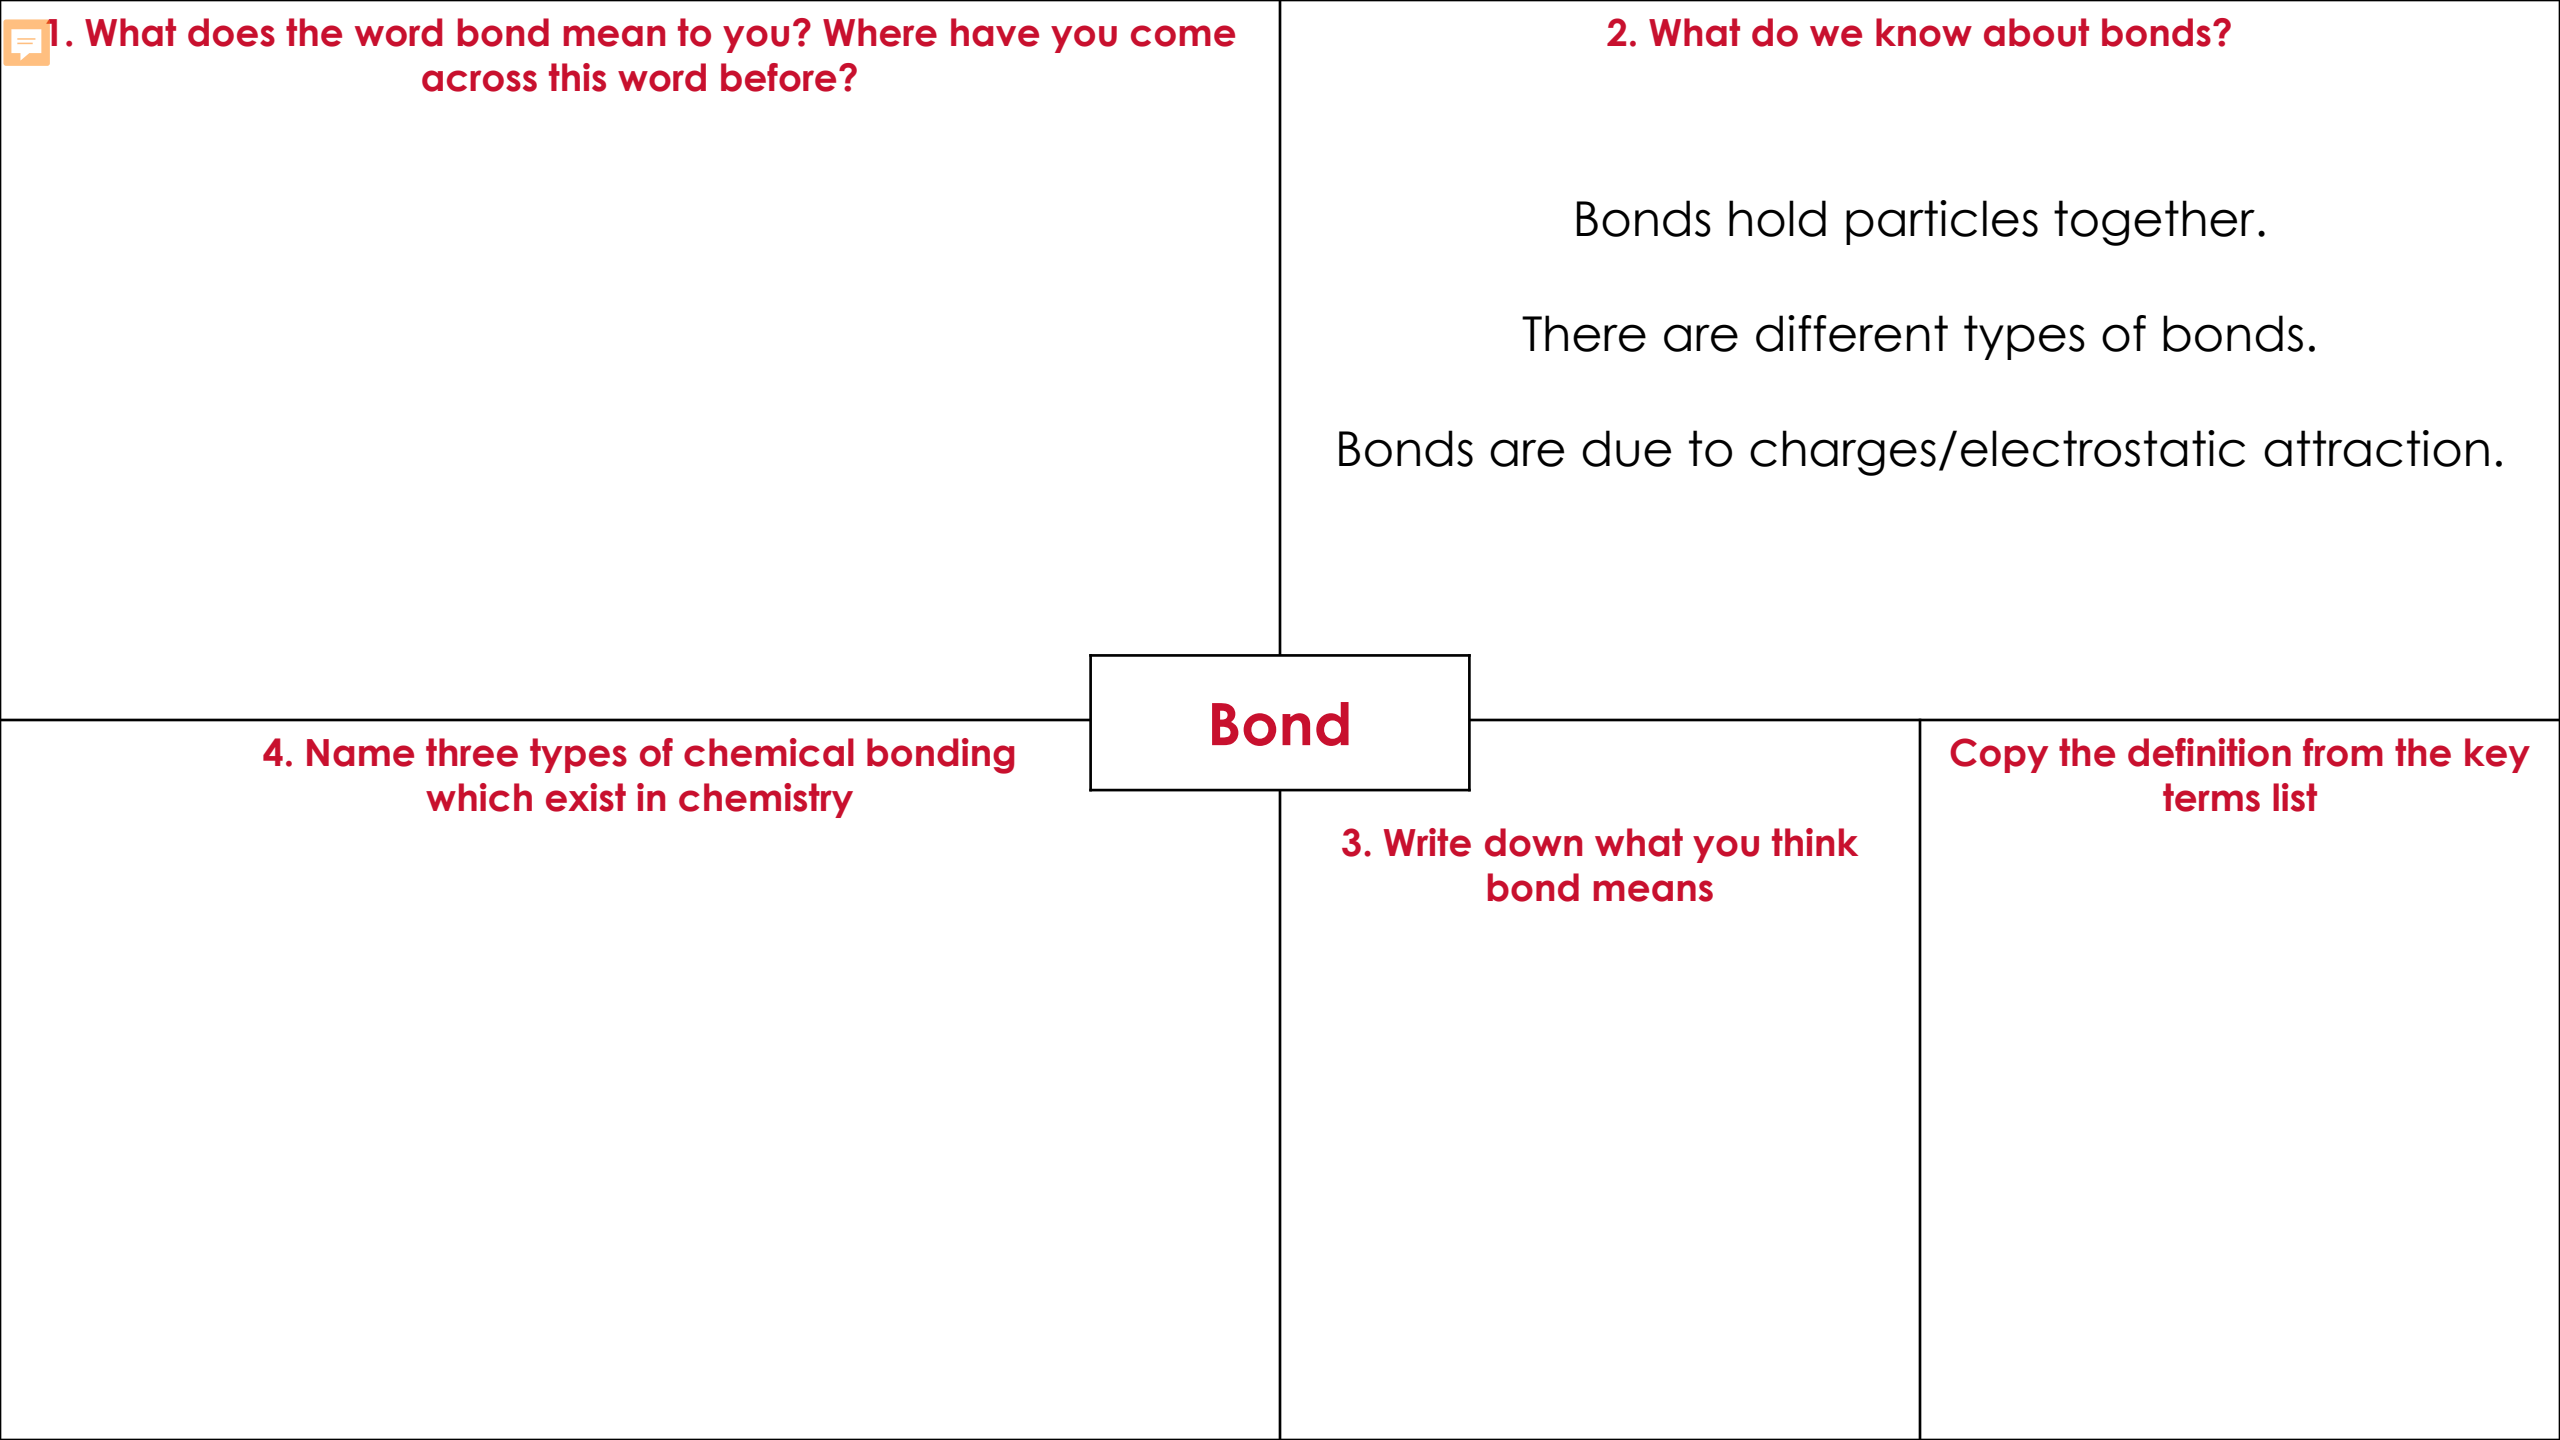 1. What does the word bond mean to you? Where have you come
across this word before?
2. What do we know about bonds?
Bonds hold particles together.
There are different types of bonds.
Bonds are due to charges/electrostatic attraction.
Bond
4. Name three types of chemical bonding
which exist in chemistry
3. Write down what you think
bond means
Copy the definition from the key
terms list